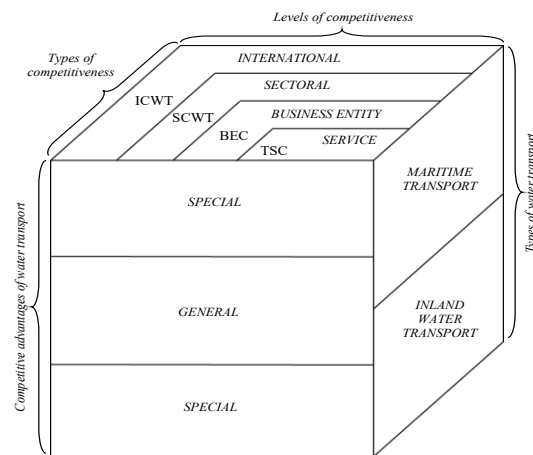 Levels of competitiveness
Types of
competitiveness
INTERNATIONAL
ICWT
SECTORAL
SCWT
BUSINESS ENTITY
BEC
SERVICE
TSC
MARITIME
TRANSPORT
SPECIAL
Types of water transport
Competitive advantages of water transport
GENERAL
INLAND
WATER
TRANSPORT
SPECIAL